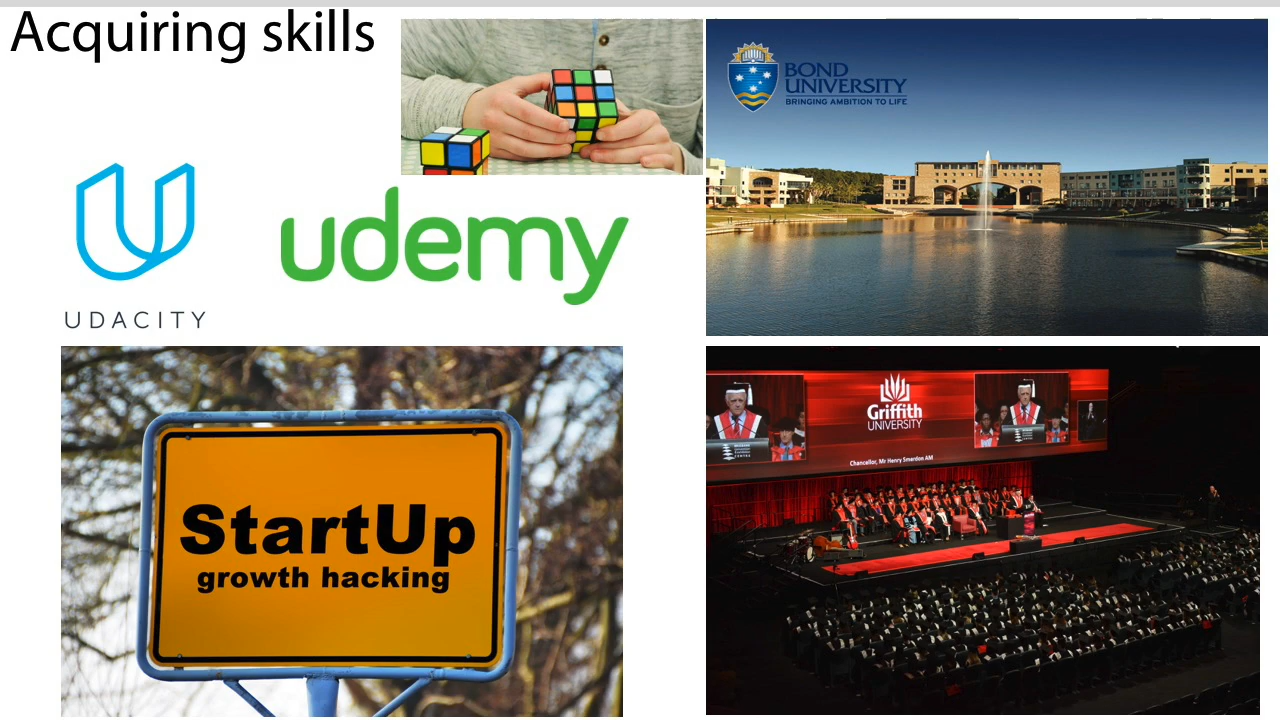 Acquiring skills
BOND
UNIVERSITY
BRINGING AMBITION TO LIFE
UDACITY
udemy
StartUp
growth hacking
Griffith
UNIVERSITY
Chancellor, Mr Henry Smerdon AM